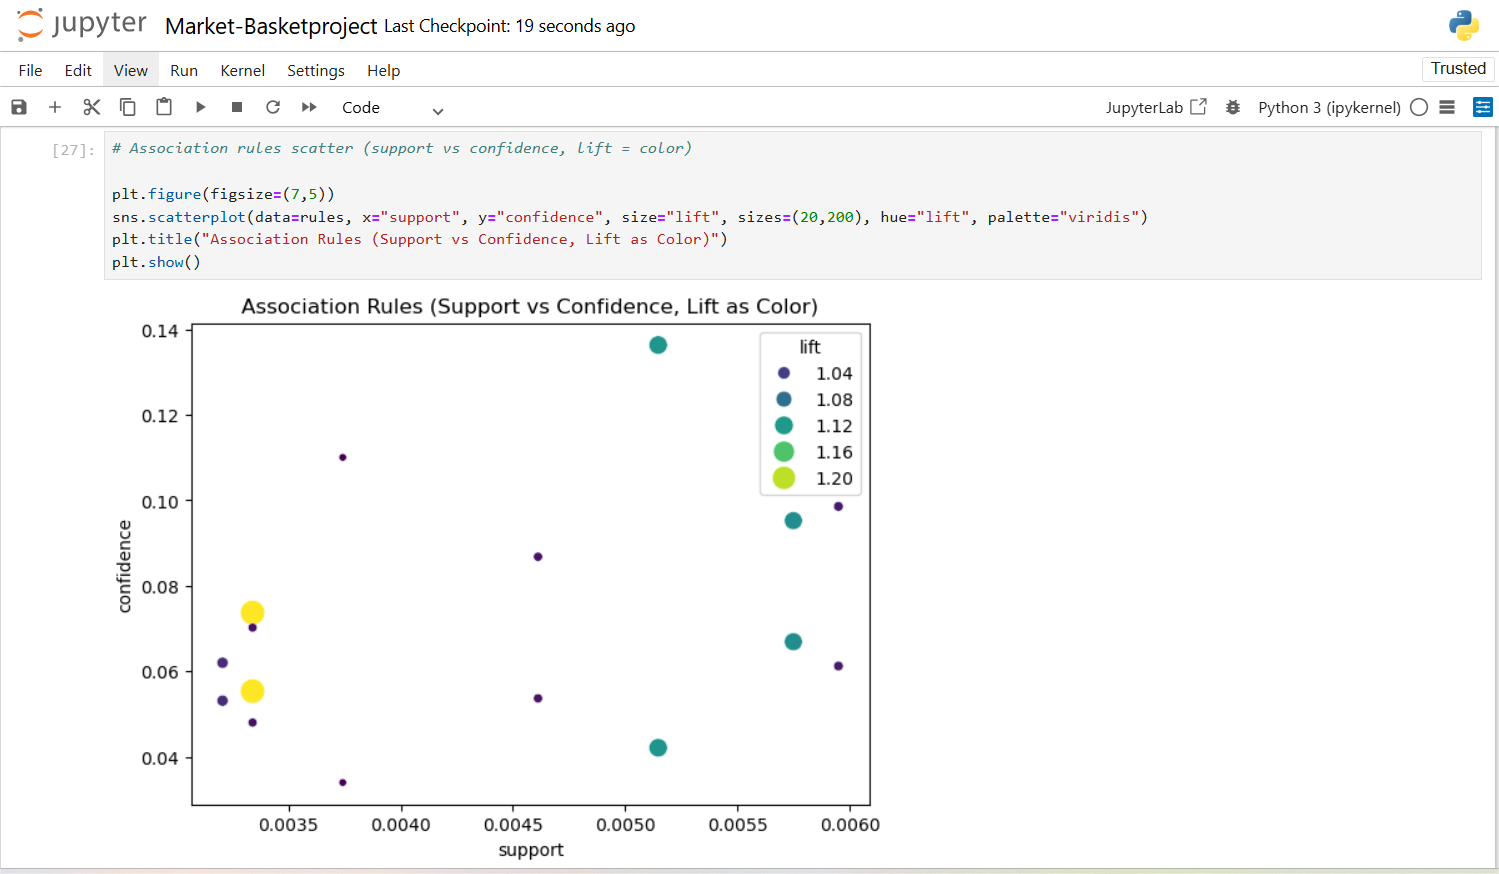 jupyter Market-Basketproject Last Checkpoint: 19 seconds ago
File Edit View Run Kernel Settings Help
Trusted
Code
JupyterLab Python 3 (ipykernel)
[27]: # Association rules scatter (support vs confidence, lift = color)
plt.figure(figsize=(7,5))
sns.scatterplot(data=rules, x="support", y="confidence", size="lift", sizes=(20,200), hue="lift", palette="viridis")
plt.title("Association Rules (Support vs Confidence, Lift as Color)")
plt.show()
Association Rules (Support vs Confidence, Lift as Color)
0.14
0.12
0.10
0.08
0.06
0.04
confidence
lift
1.04
1.08
1.12
1.16
1.20
0.0035 0.0040 0.0045 0.0050 0.0055 0.0060
support